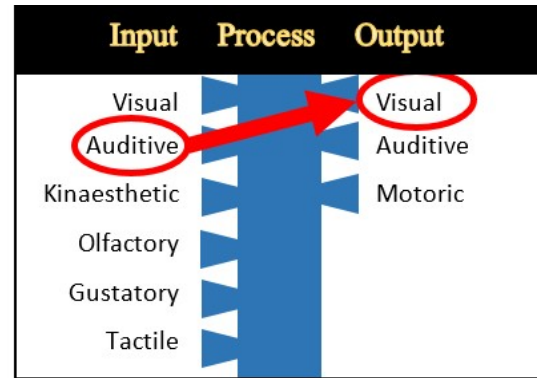 Input Process Output
Visual Visual
Auditive Auditive
Kinaesthetic Motoric
Olfactory
Gustatory
Tactile